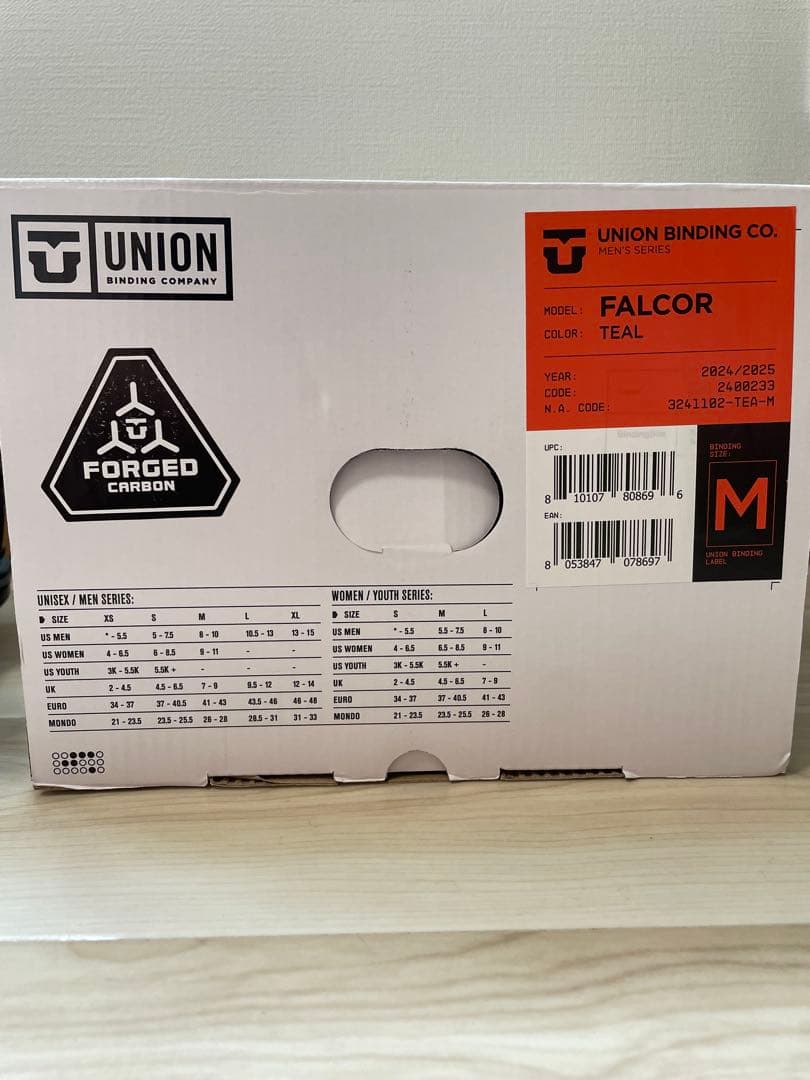 UNION
BINDING COMPANY
FORGED
CARBON
UNION BINDING CO.
MEN'S SERIES
MODEL: FALCOR
COLOR: TEAL
YEAR: 2024/2025
CODE: 2400233
N.A. CODE: 3241102-TEA-M
UPC:
8 10107 80869 6
EAN:
8 053847 078697
BINDING
SIZE:
M
UNION BINDING
LABEL
UNISEX / MEN SERIES:
SIZE XS S M L XL
US MEN * - 5.5 5 - 7.5 8 - 10 10.5 - 13 13 - 15
US WOMEN 4 - 6.5 6 - 8.5 9 - 11 - -
US YOUTH 3K - 5.5K 5.5K + - - -
UK 2 - 4.5 4.5 - 6.5 7 - 9 9.5 - 12 12 - 14
EURO 34 - 37 37 - 40.5 41 - 43 43.5 - 46 46 - 48
MONDO 21 - 23.5 23.5 - 25.5 26 - 28 28.5 - 31 31 - 33
WOMEN / YOUTH SERIES:
SIZE S M L
US MEN * - 5.5 5.5 - 7.5 8 - 10
US WOMEN 4 - 6.5 6.5 - 8.5 9 - 11
US YOUTH 3K - 5.5K 5.5K + -
UK 2 - 4.5 4.5 - 6.5 7 - 9
EURO 34 - 37 37 - 40.5 41 - 43
MONDO 21 - 23.5 23.5 - 25.5 26 - 28